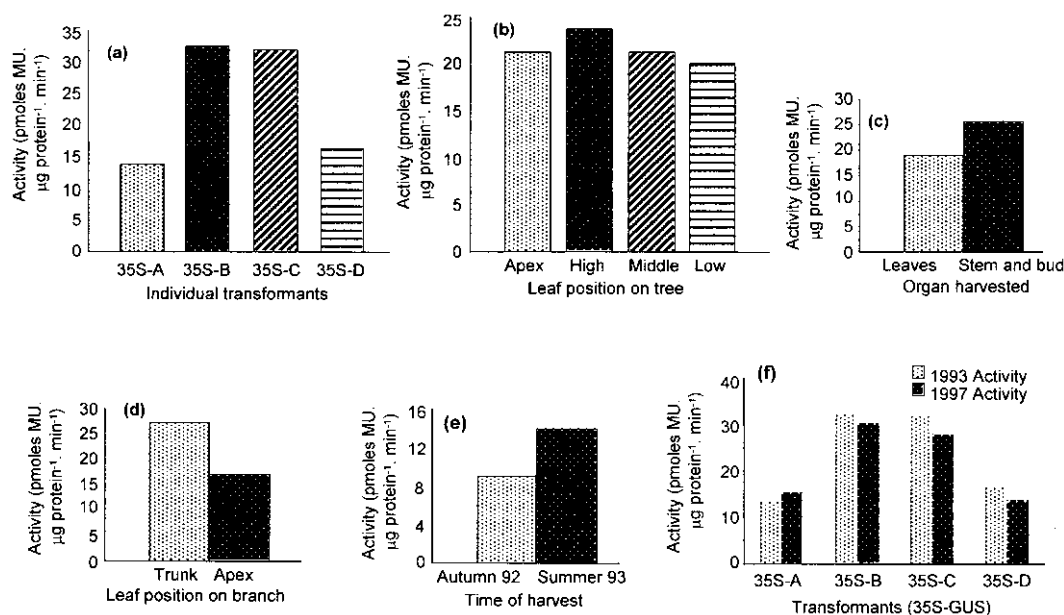 (a)
Activity (pmoles MU.
µg protein⁻¹. min⁻¹)
35
30
25
20
15
10
5
0
35S-A 35S-B 35S-C 35S-D
Individual transformants
(b)
Activity (pmoles MU.
µg protein⁻¹. min⁻¹)
25
20
15
10
5
0
Apex High Middle Low
Leaf position on tree
(c)
Activity (pmoles MU.
µg protein⁻¹. min⁻¹)
30
25
20
15
10
5
0
Leaves Stem and bud
Organ harvested
(d)
Activity (pmoles MU.
µg protein⁻¹. min⁻¹)
30
25
20
15
10
5
0
Trunk Apex
Leaf position on branch
(e)
Activity (pmoles MU.
µg protein⁻¹. min⁻¹)
16
12
8
4
0
Autumn 92 Summer 93
Time of harvest
(f)
1993 Activity
1997 Activity
Activity (pmoles MU.
µg protein⁻¹. min⁻¹)
40
30
20
10
0
35S-A 35S-B 35S-C 35S-D
Transformants (35S-GUS)